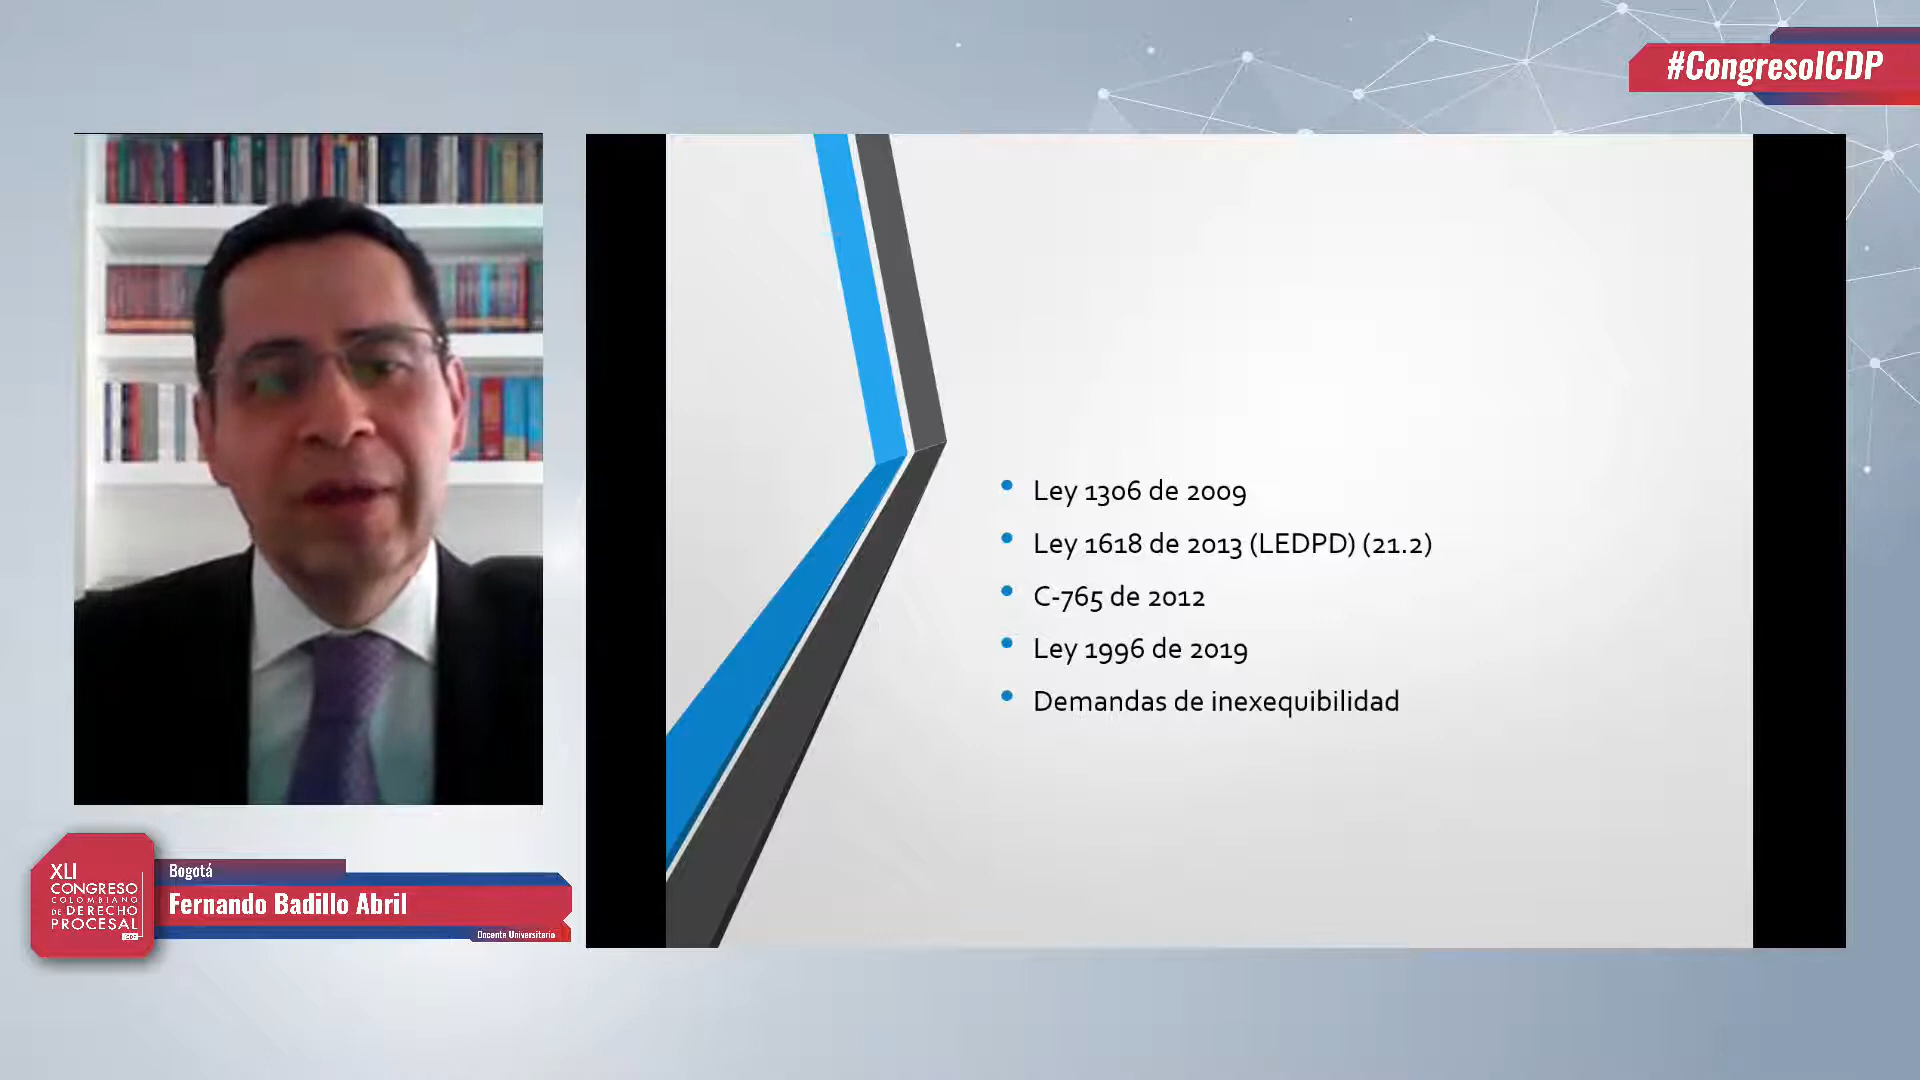 #CongresoICDP
Ley 1306 de 2009
Ley 1618 de 2013 (LEDPD) (21.2)
C-765 de 2012
Ley 1996 de 2019
Demandas de inexequibilidad
XLI
CONGRESO
COLOMBIANO
DE DERECHO
PROCESAL
Bogotá
Fernando Badillo Abril
Docente Universitario